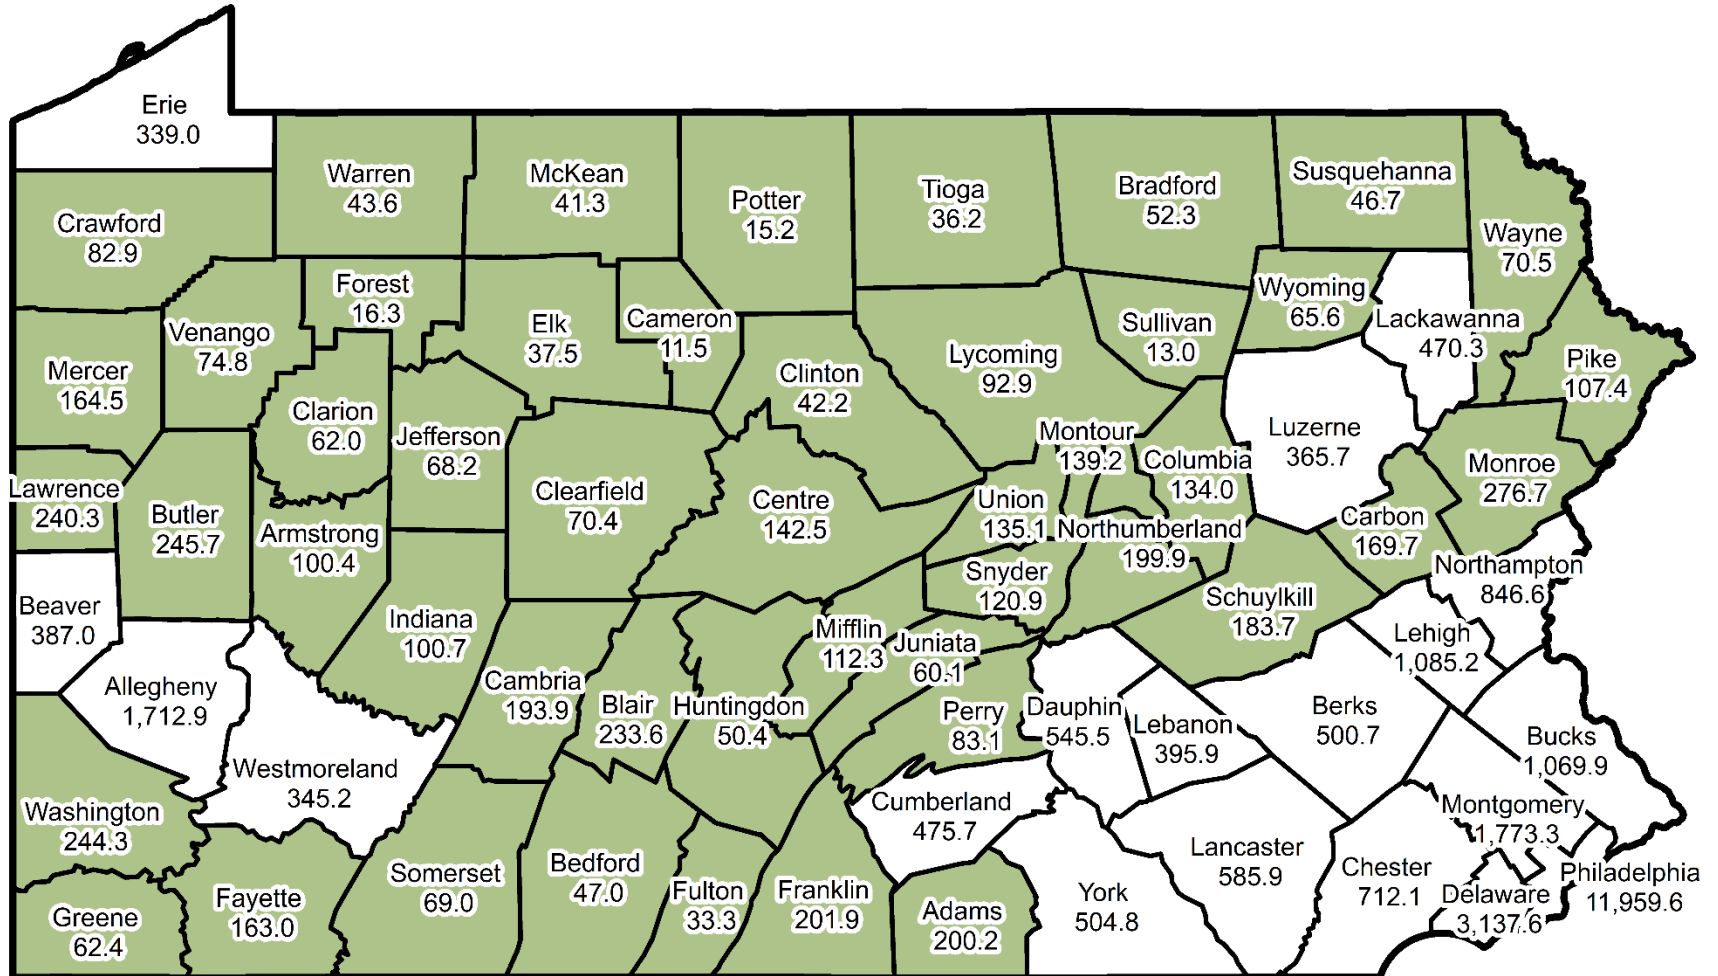 Erie
339.0
Warren
43.6
McKean
41.3
Potter
15.2
Tioga
36.2
Bradford
52.3
Susquehanna
46.7
Wayne
70.5
Crawford
82.9
Forest
16.3
Venango
74.8
Elk
37.5
Cameron
11.5
Wyoming
65.6
Lackawanna
470.3
Sullivan
13.0
Lycoming
92.9
Pike
107.4
Mercer
164.5
Clarion
62.0
Jefferson
68.2
Clinton
42.2
Montour
139.2
Columbia
134.0
Luzerne
365.7
Monroe
276.7
Lawrence
240.3
Butler
245.7
Armstrong
100.4
Clearfield
70.4
Centre
142.5
Union
135.1
Northumberland
199.9
Carbon
169.7
Northampton
846.6
Snyder
120.9
Schuylkill
183.7
Beaver
387.0
Indiana
100.7
Mifflin
112.3
Juniata
60.1
Lehigh
1,085.2
Allegheny
1,712.9
Cambria
193.9
Blair
233.6
Huntingdon
50.4
Perry
83.1
Dauphin
545.5
Lebanon
395.9
Berks
500.7
Bucks
1,069.9
Westmoreland
345.2
Cumberland
475.7
Montgomery
1,773.3
Washington
244.3
Somerset
69.0
Bedford
47.0
Fulton
33.3
Franklin
201.9
Adams
200.2
York
504.8
Lancaster
585.9
Chester
712.1
Delaware
3,137.6
Philadelphia
11,959.6
Greene
62.4
Fayette
163.0